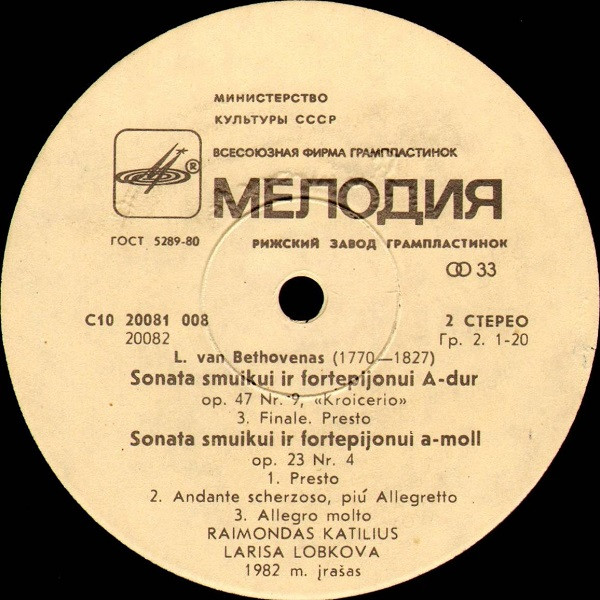 МИНИСТЕРСТВО
КУЛЬТУРЫ СССР
ВСЕСОЮЗНАЯ ФИРМА ГРАМПЛАСТИНОК
®
МЕЛОДИЯ
ГОСТ 5289-80
РИЖСКИЙ ЗАВОД ГРАМПЛАСТИНОК
33
С10 20081 008
2 СТЕРЕО
20082
Гр. 2. 1-20
L. van Bethovenas (1770—1827)
Sonata smuikui ir fortepijonui A-dur
op. 47 Nr. 9, «Kroicerio»
3. Finale. Presto
Sonata smuikui ir fortepijonui a-moll
op. 23 Nr. 4
1. Presto
2. Andante scherzoso, piú Allegretto
3. Allegro molto
RAIMONDAS KATILIUS
LARISA LOBKOVA
1982 m. įrašas